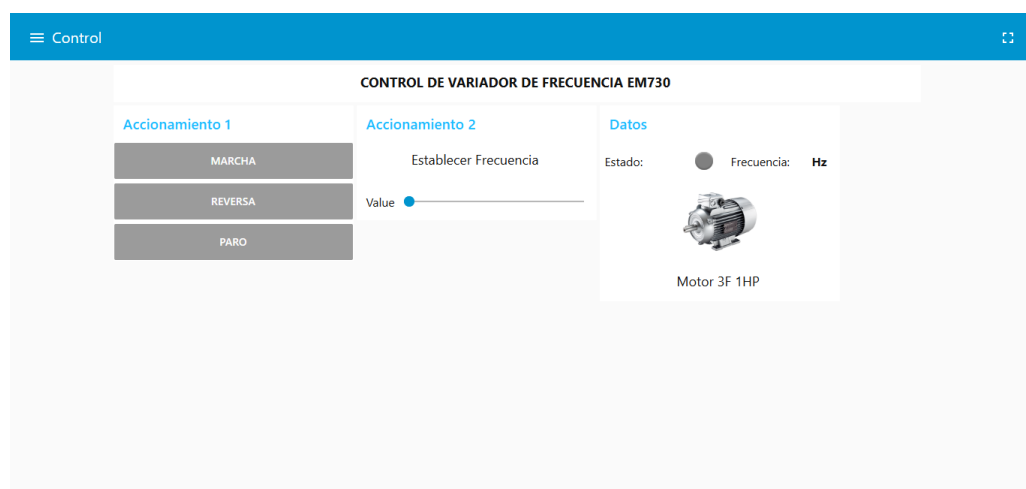 Control
CONTROL DE VARIADOR DE FRECUENCIA EM730
Accionamiento 1
MARCHA
REVERSA
PARO
Accionamiento 2
Establecer Frecuencia
Value
Datos
Estado: Frecuencia: Hz
Motor 3F 1HP